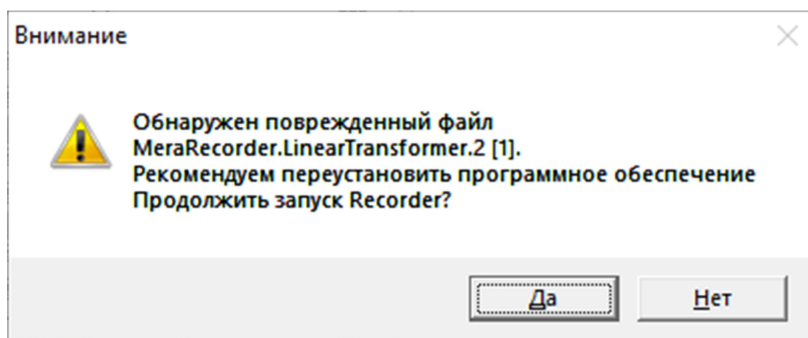 Внимание
Обнаружен поврежденный файл
MeraRecorder.LinearTransformer.2 [1].
Рекомендуем переустановить программное обеспечение
Продолжить запуск Recorder?
Да
Нет